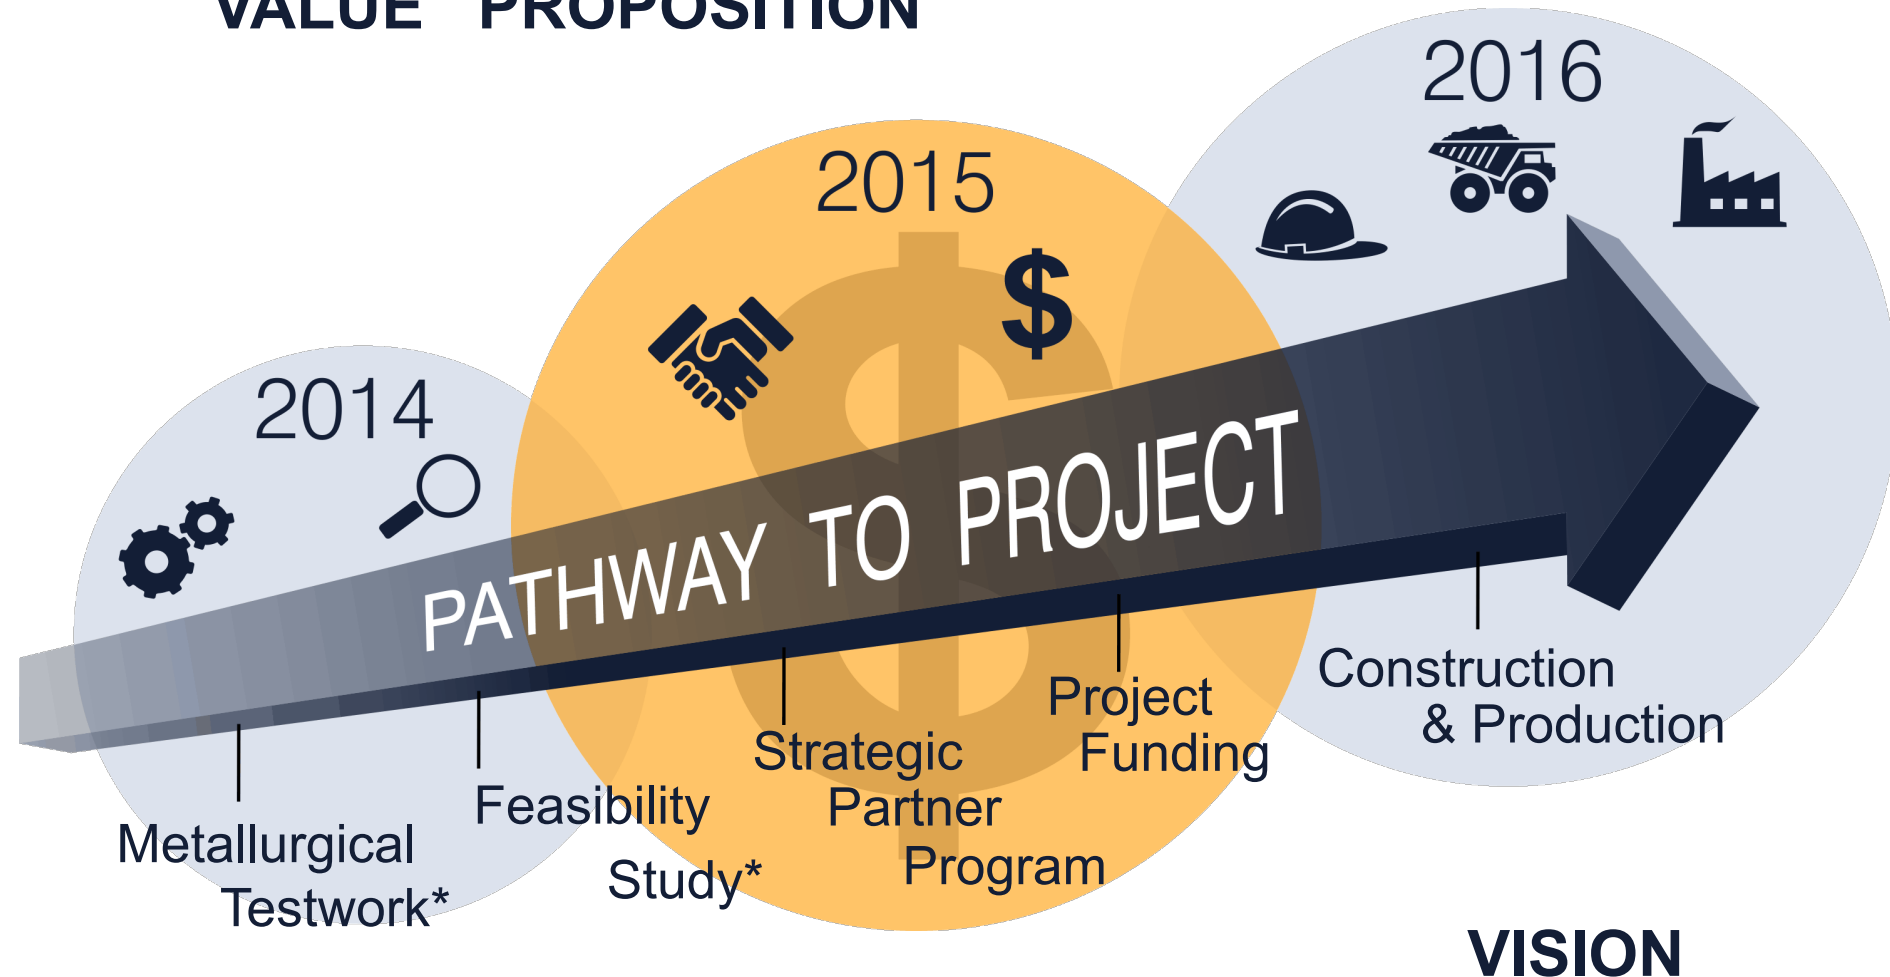 VALUE PROPOSITION
2016
2015
2014
$
$
PATHWAY TO PROJECT
Construction
& Production
Project
Funding
Strategic
Partner
Program
Feasibility
Study*
Metallurgical
Testwork*
VISION